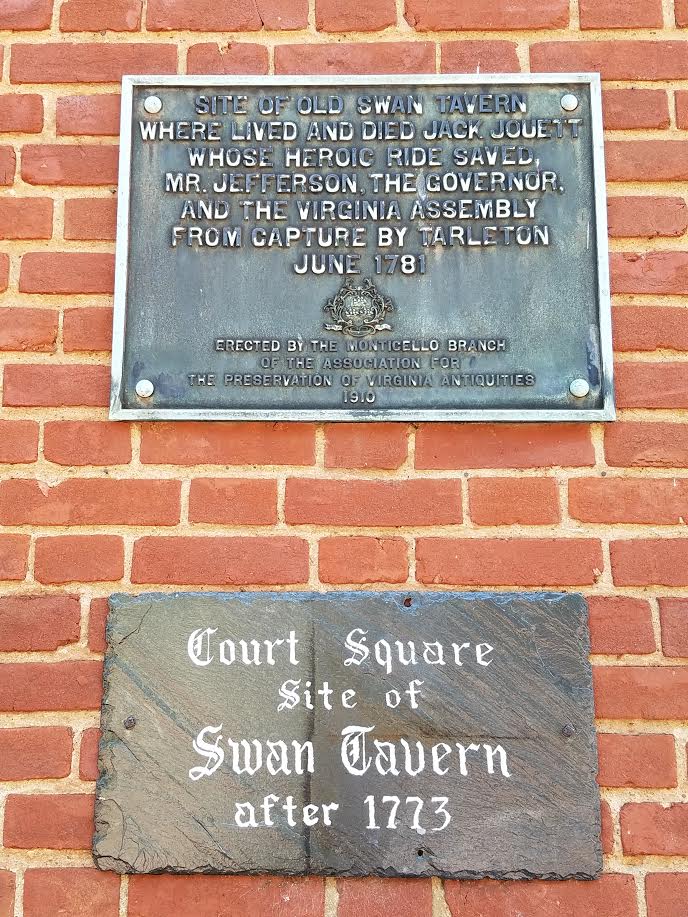 SITE OF OLD SWAN TAVERN
WHERE LIVED AND DIED JACK JOUETT
WHOSE HEROIC RIDE SAVED,
MR. JEFFERSON, THE GOVERNOR,
AND THE VIRGINIA ASSEMBLY
FROM CAPTURE BY TARLETON
JUNE 1781
ERECTED BY THE MONTICELLO BRANCH
OF THE ASSOCIATION FOR
THE PRESERVATION OF VIRGINIA ANTIQUITIES
1910
Court Square
Site of
Swan Tavern
after 1773